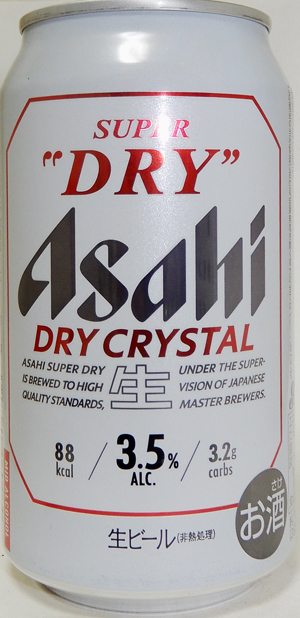 SUPER
"DRY"
Asahi
DRY CRYSTAL
ASAHI SUPER DRY
IS BREWED TO HIGH
QUALITY STANDARDS,
生
UNDER THE SUPER-
VISION OF JAPANESE
MASTER BREWERS.
88
kcal
3.5%
ALC.
3.2g
carbs
さけ
お酒
生ビール(非熱処理)